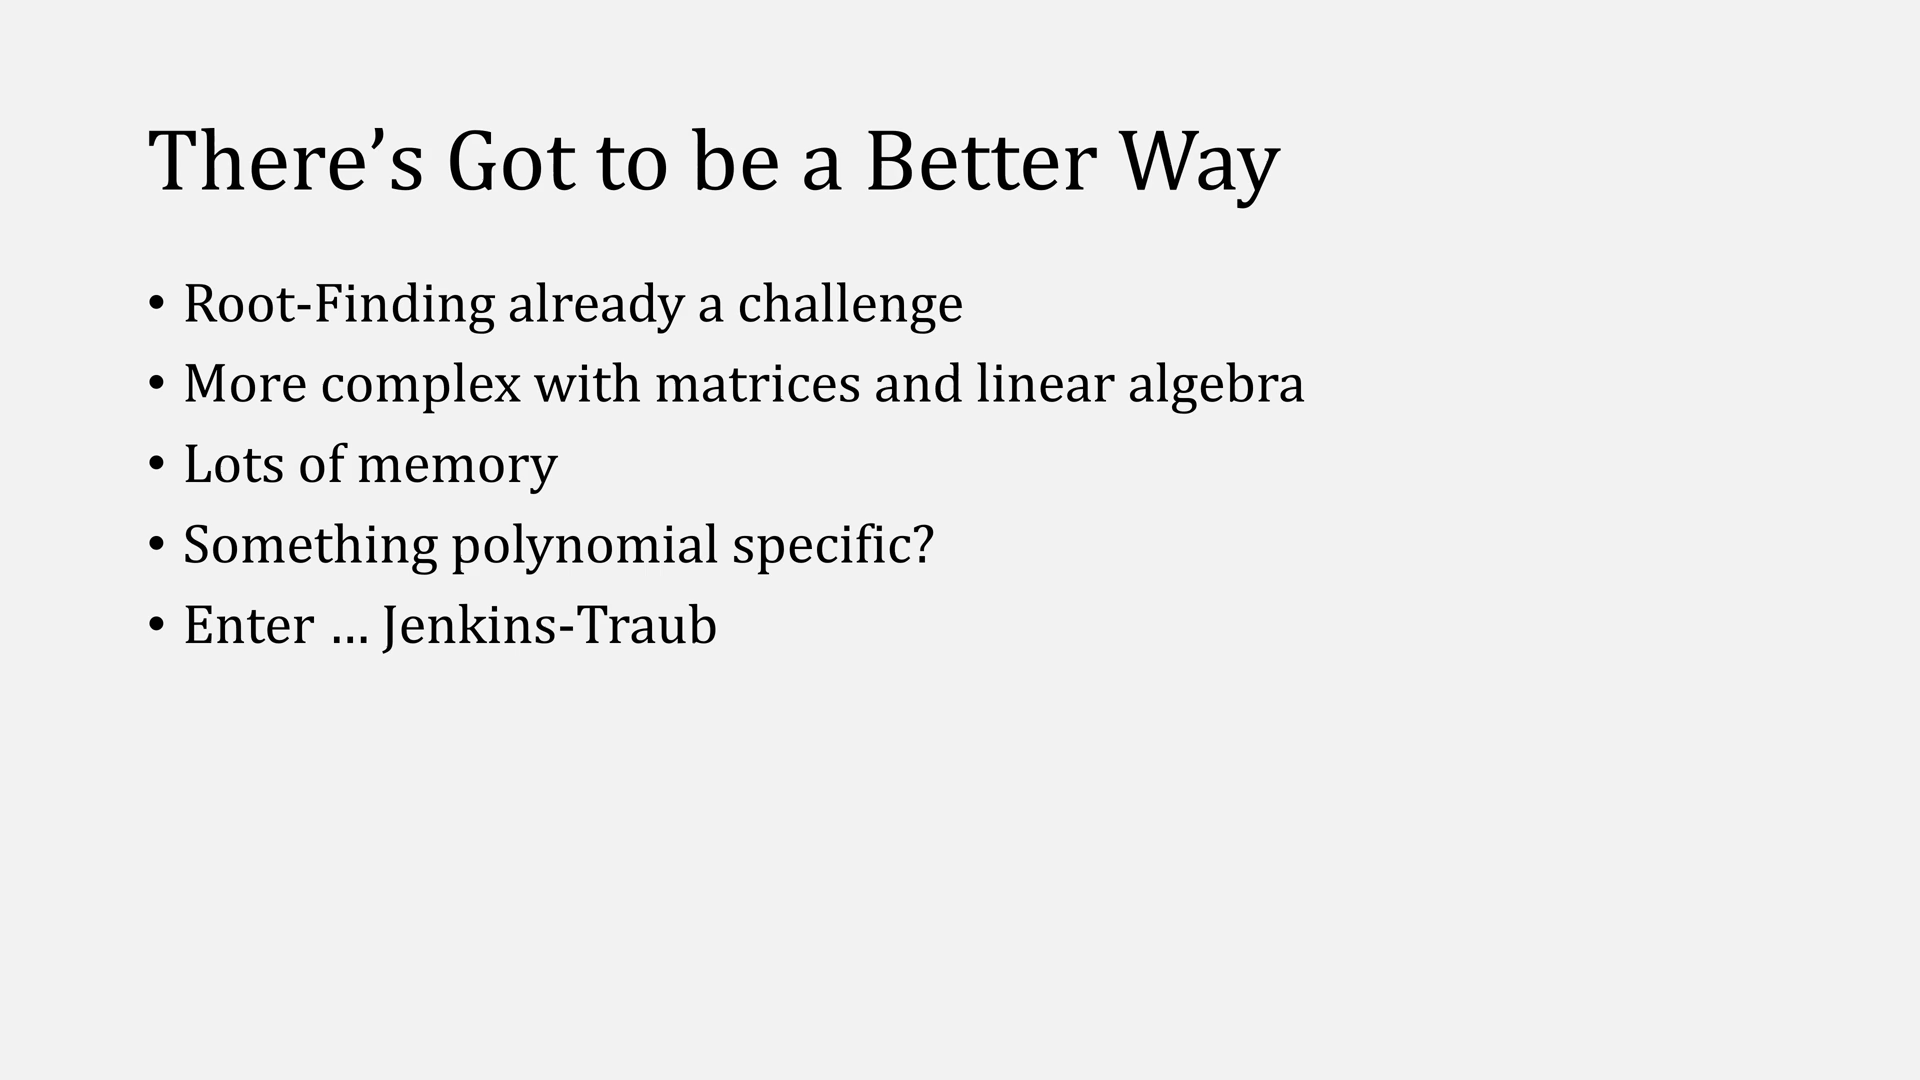 There’s Got to be a Better Way
• Root-Finding already a challenge
• More complex with matrices and linear algebra
• Lots of memory
• Something polynomial specific?
• Enter … Jenkins-Traub